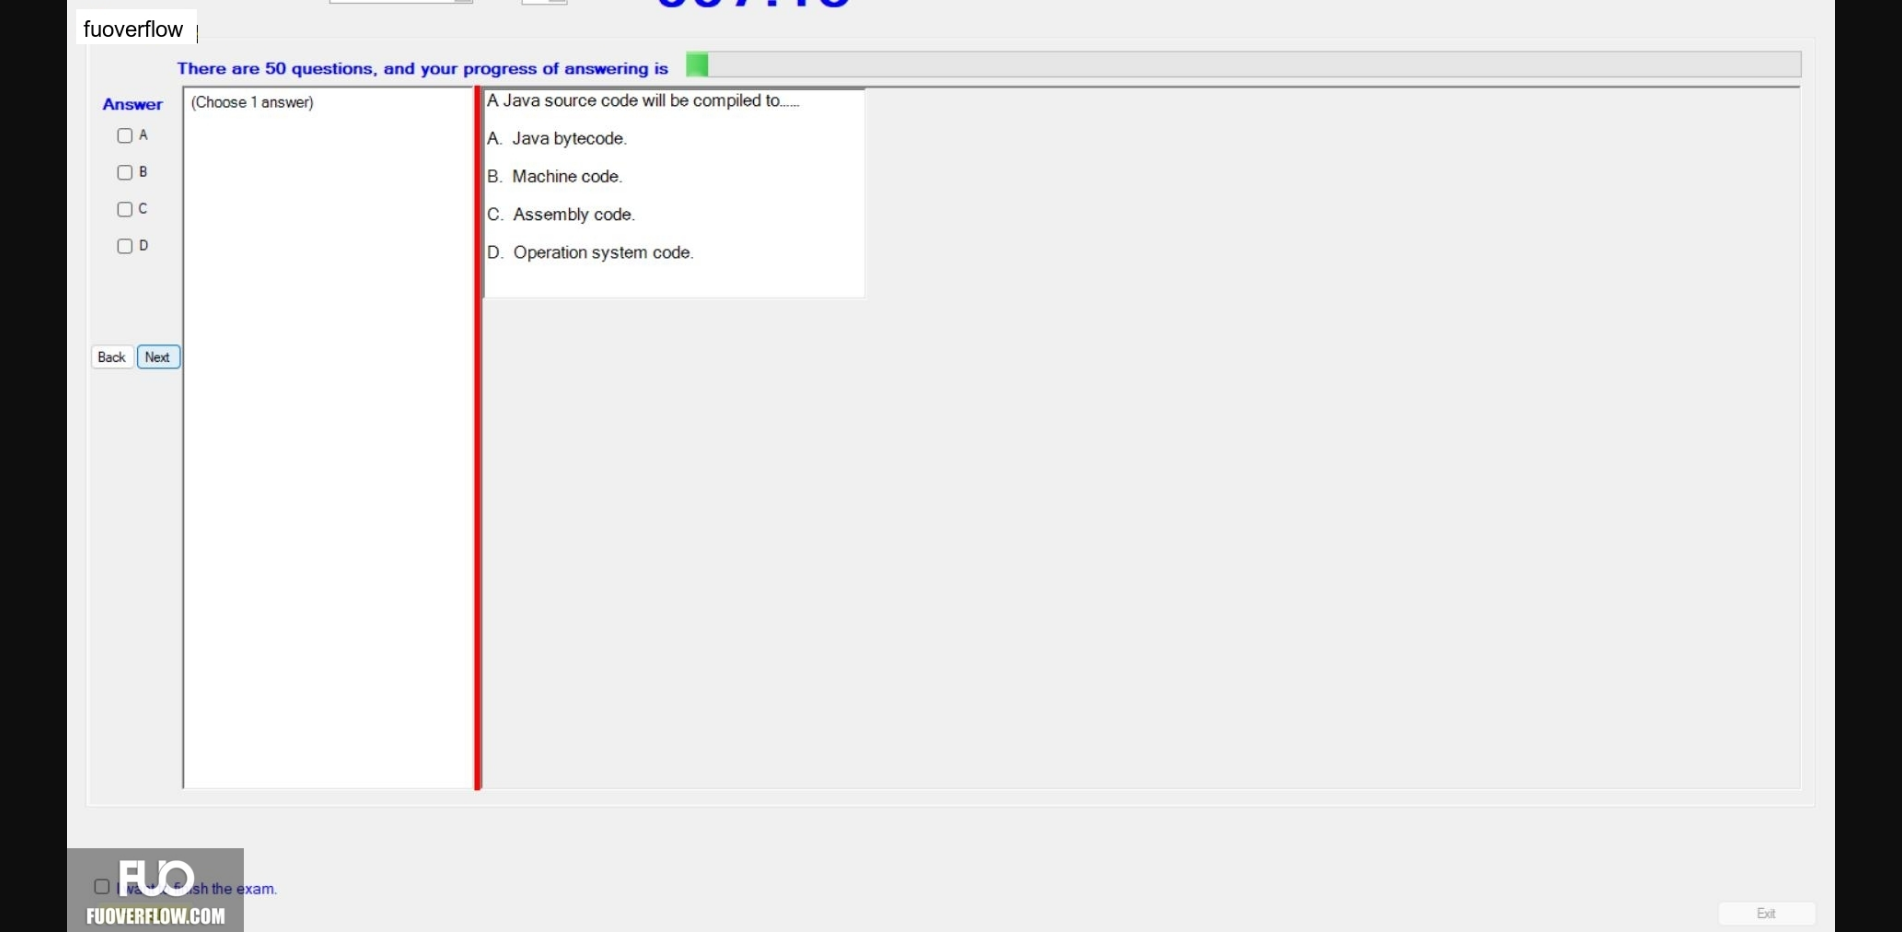 fuoverflow
There are 50 questions, and your progress of answering is
Answer
(Choose 1 answer)
A
B
C
D
A Java source code will be compiled to......
A. Java bytecode.
B. Machine code.
C. Assembly code.
D. Operation system code.
Back Next
FUO
finish the exam.
FUOVERFLOW.COM
Exit